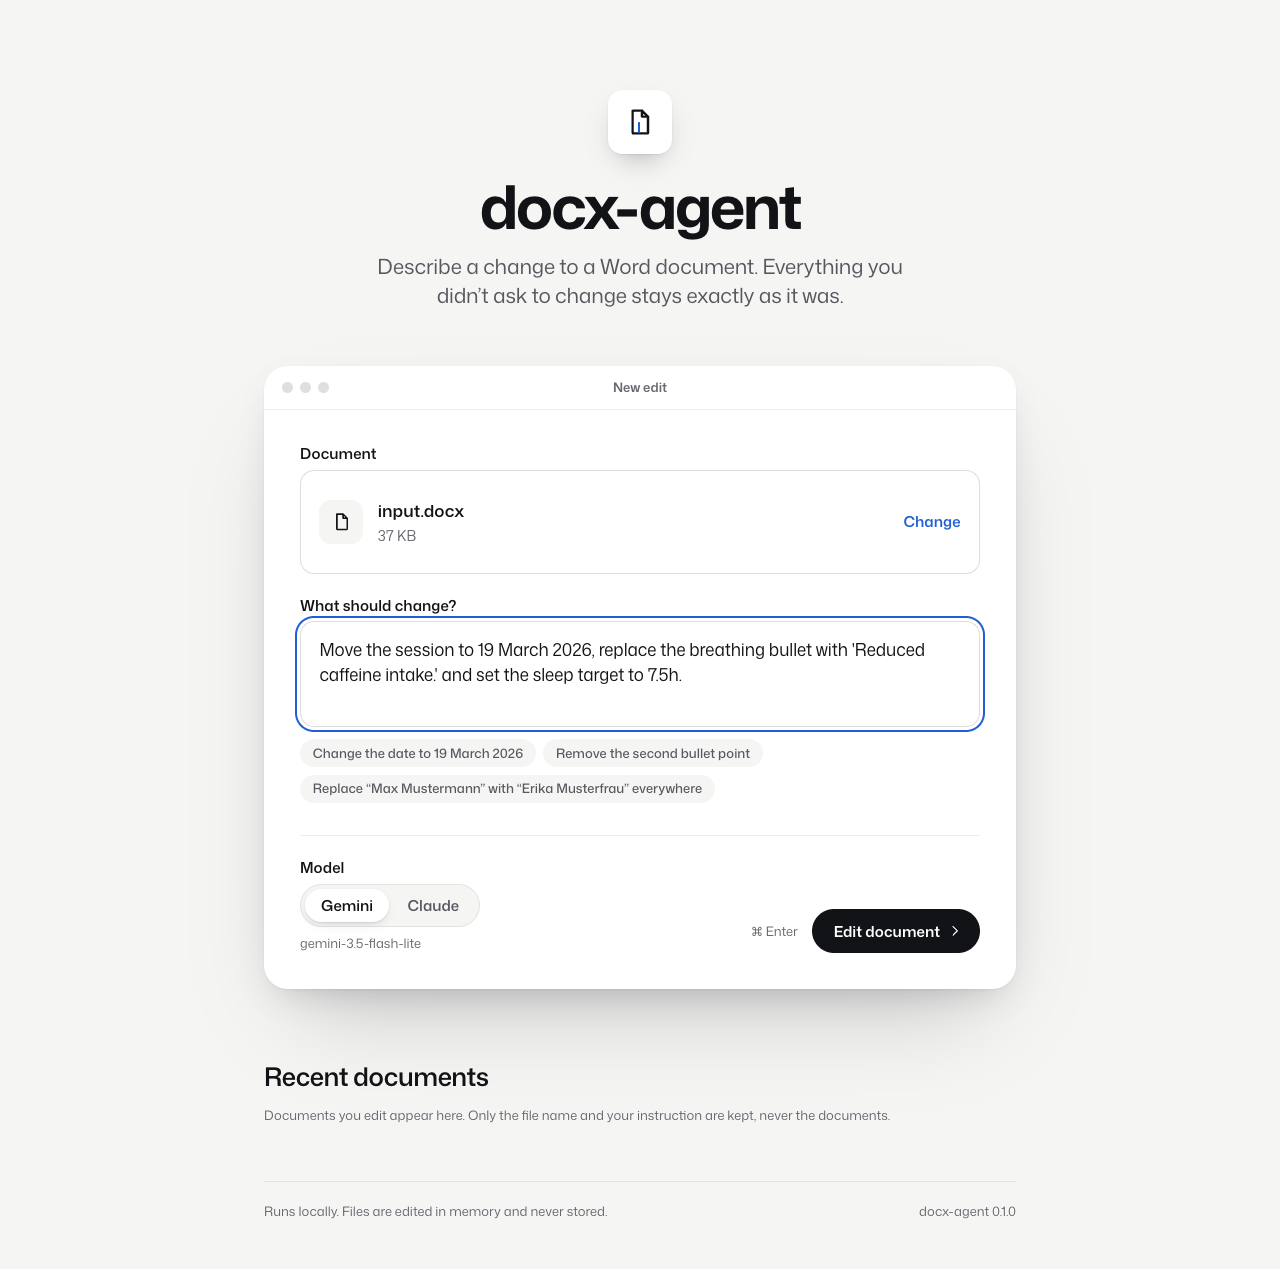 docx-agent
Describe a change to a Word document. Everything you
didn’t ask to change stays exactly as it was.
New edit
Document
input.docx
37 KB
Change
What should change?
Move the session to 19 March 2026, replace the breathing bullet with 'Reduced
caffeine intake.' and set the sleep target to 7.5h.
Change the date to 19 March 2026
Remove the second bullet point
Replace “Max Mustermann” with “Erika Musterfrau” everywhere
Model
Gemini
Claude
gemini-3.5-flash-lite
⌘ Enter
Edit document
Recent documents
Documents you edit appear here. Only the file name and your instruction are kept, never the documents.
Runs locally. Files are edited in memory and never stored.
docx-agent 0.1.0